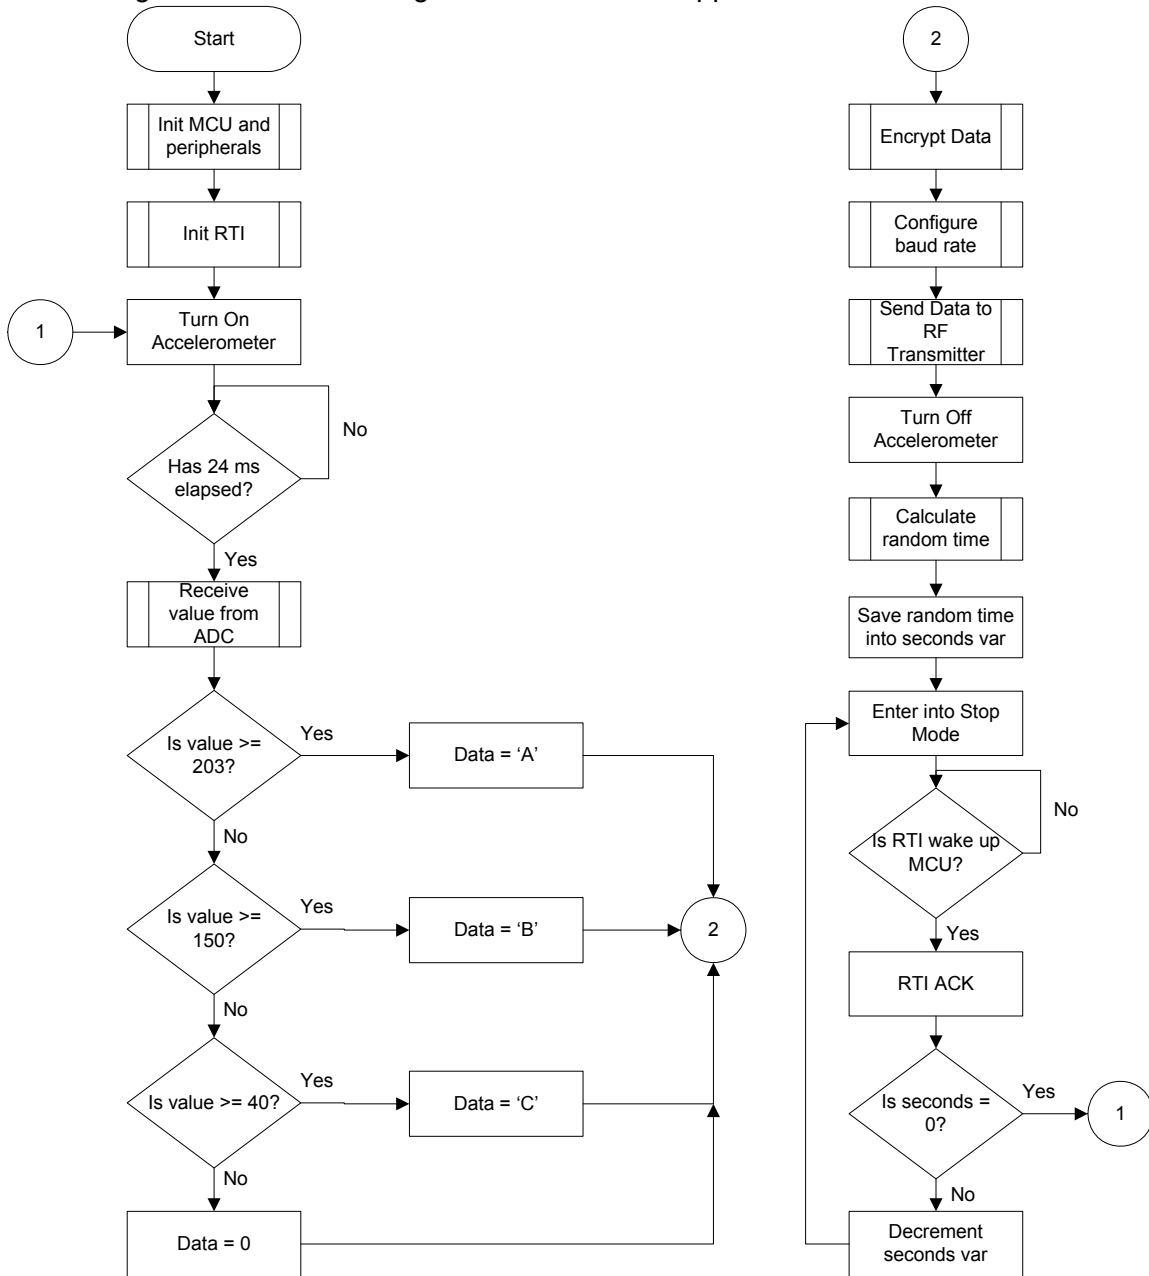 Start
Init MCU and
peripherals
Init RTI
1
Turn On
Accelerometer
No
Has 24 ms
elapsed?
Yes
Receive
value from
ADC
Is value >=
203?
Yes
Data = ‘A’
No
Is value >=
150?
Yes
Data = ‘B’
2
No
Is value >= 40?
Yes
Data = ‘C’
No
Data = 0
2
Encrypt Data
Configure
baud rate
Send Data to
RF
Transmitter
Turn Off
Accelerometer
Calculate
random time
Save random time
into seconds var
Enter into Stop
Mode
No
Is RTI wake up
MCU?
Yes
RTI ACK
Is seconds =
0?
Yes
1
No
Decrement
seconds var